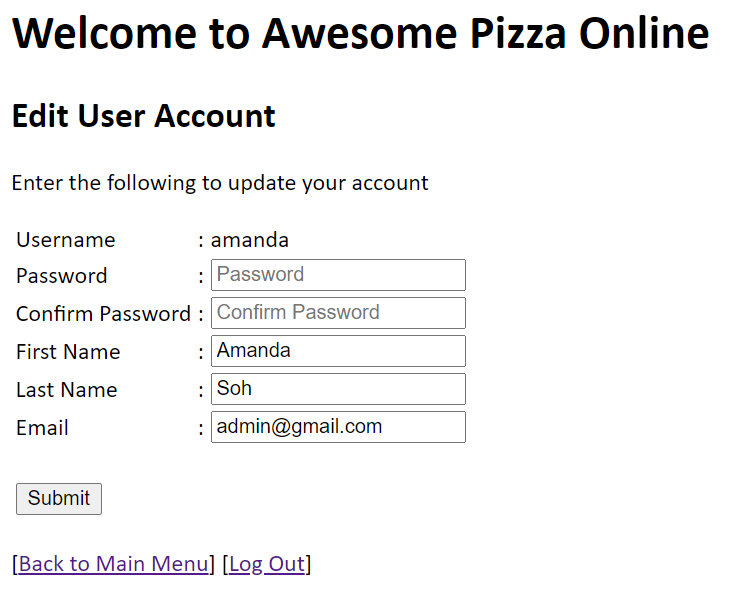 Welcome to Awesome Pizza Online
Edit User Account
Enter the following to update your account
Username : amanda
Password : Password
Confirm Password : Confirm Password
First Name : Amanda
Last Name : Soh
Email : admin@gmail.com
Submit
[Back to Main Menu] [Log Out]